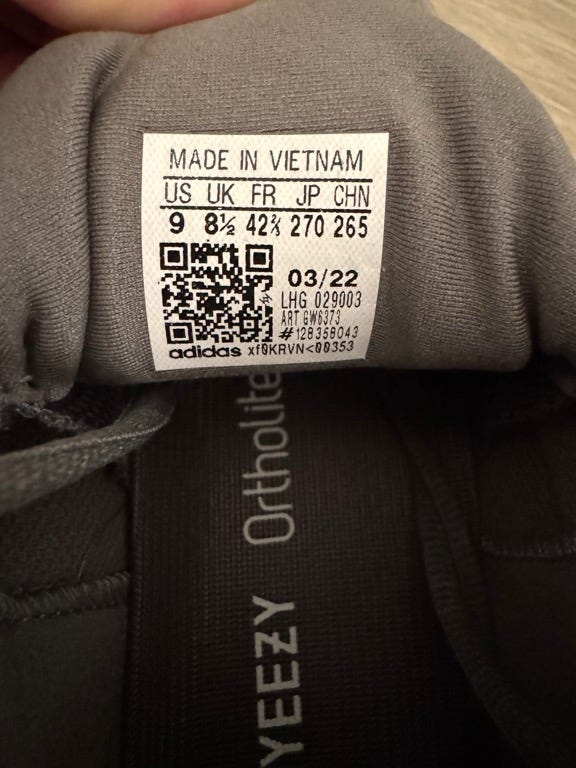 MADE IN VIETNAM
US UK FR JP CHN
9 8½ 42⅔ 270 265
03/22
LHG 029003
ART GW6373
#128358043
adidas xf0KRVN<00353
Ortholite
YEEZY